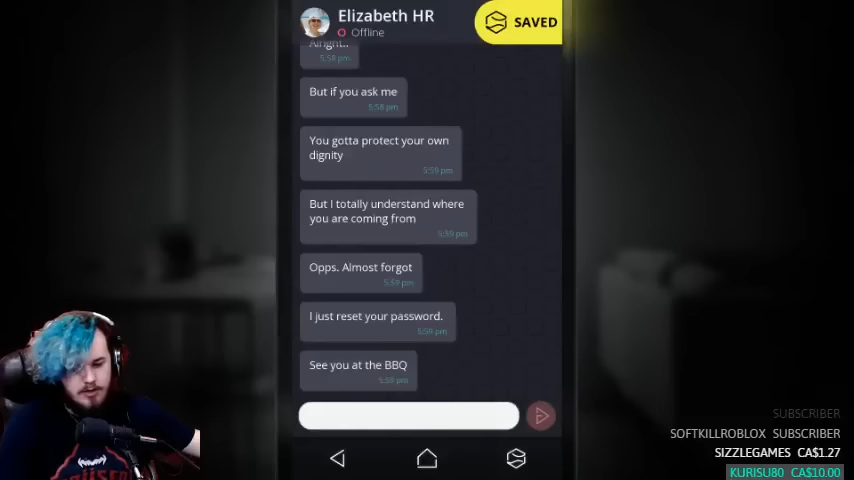 Elizabeth HR
Offline
SAVED
Alright..
5:58 pm
But if you ask me
5:58 pm
You gotta protect your own
dignity
5:59 pm
But I totally understand where
you are coming from
5:59 pm
Opps. Almost forgot
5:59 pm
I just reset your password.
5:59 pm
See you at the BBQ
5:59 pm
SUBSCRIBER
SOFTKILLROBLOX SUBSCRIBER
SIZZLEGAMES CA$1.27
KURISU80 CA$10.00